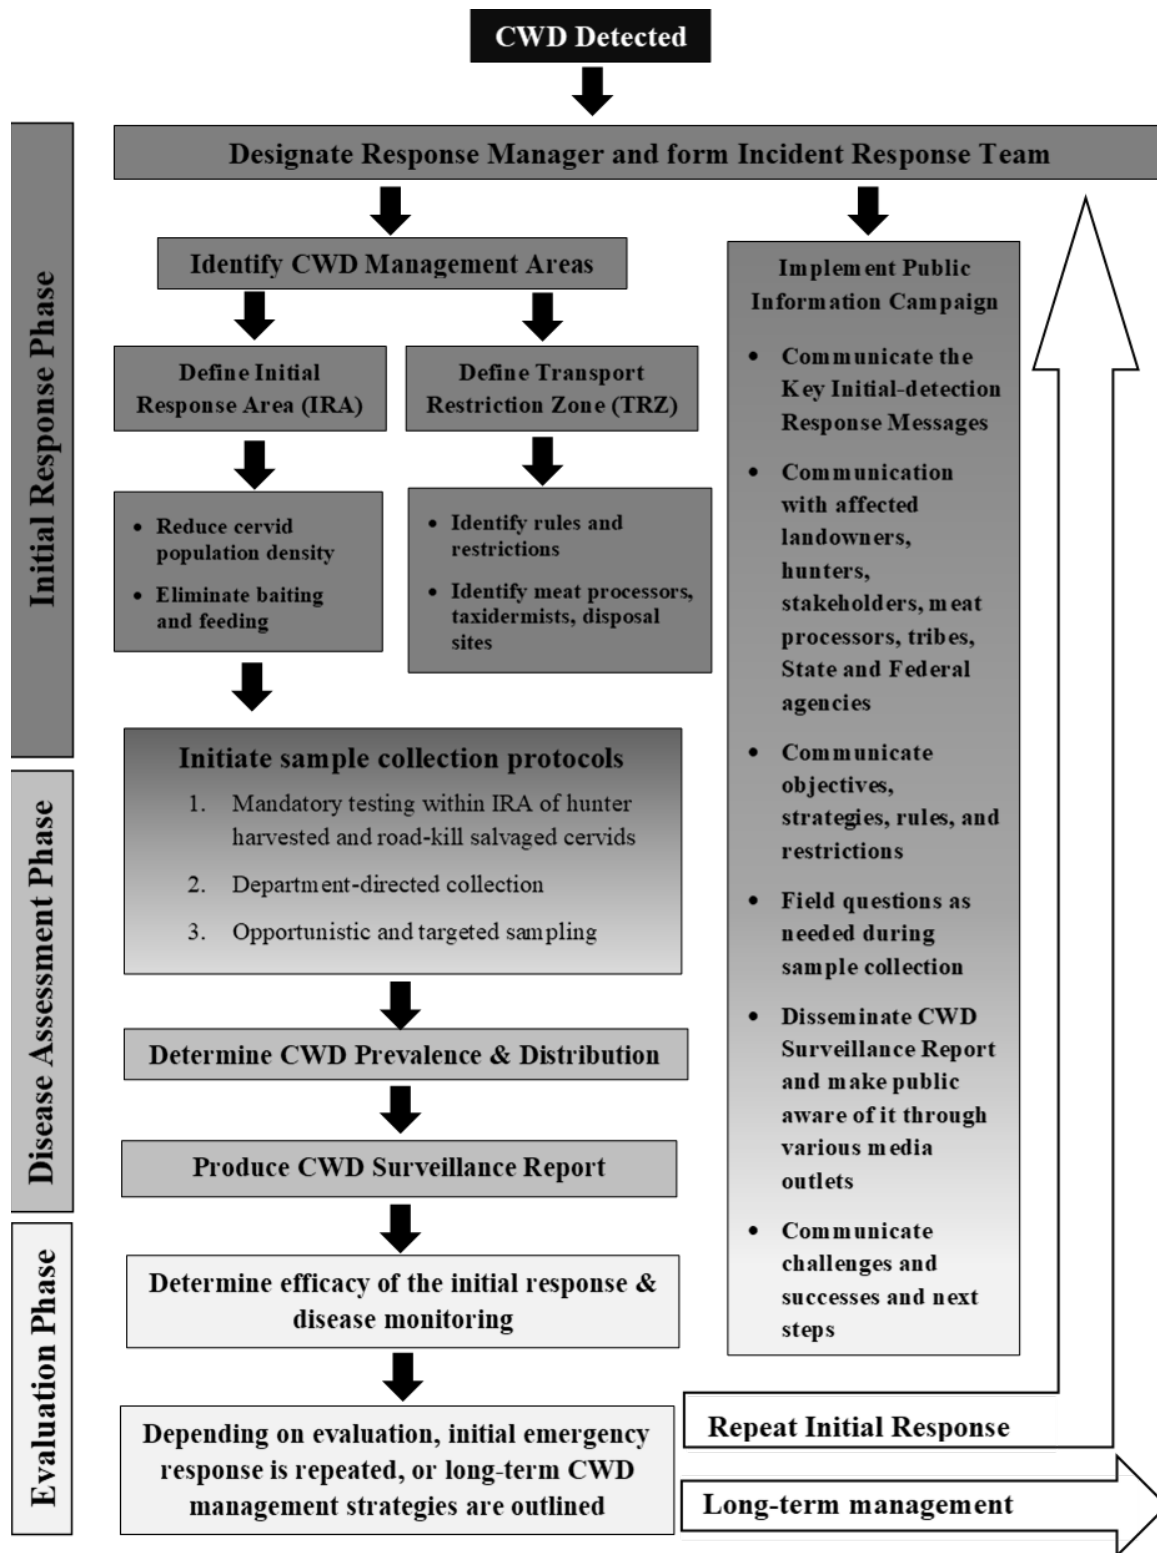 CWD Detected
Initial Response Phase
Designate Response Manager and form Incident Response Team
Identify CWD Management Areas
Define Initial
Response Area (IRA)
Define Transport
Restriction Zone (TRZ)
• Reduce cervid
population density
• Eliminate baiting
and feeding
• Identify rules and
restrictions
• Identify meat processors,
taxidermists, disposal
sites
Implement Public
Information Campaign
• Communicate the
Key Initial-detection
Response Messages
• Communication
with affected
landowners,
hunters,
stakeholders, meat
processors, tribes,
State and Federal
agencies
• Communicate
objectives,
strategies, rules, and
restrictions
• Field questions as
needed during
sample collection
• Disseminate CWD
Surveillance Report
and make public
aware of it through
various media
outlets
• Communicate
challenges and
successes and next
steps
Disease Assessment Phase
Initiate sample collection protocols
1. Mandatory testing within IRA of hunter
harvested and road-kill salvaged cervids
2. Department-directed collection
3. Opportunistic and targeted sampling
Determine CWD Prevalence & Distribution
Produce CWD Surveillance Report
Evaluation Phase
Determine efficacy of the initial response &
disease monitoring
Depending on evaluation, initial emergency
response is repeated, or long-term CWD
management strategies are outlined
Repeat Initial Response
Long-term management